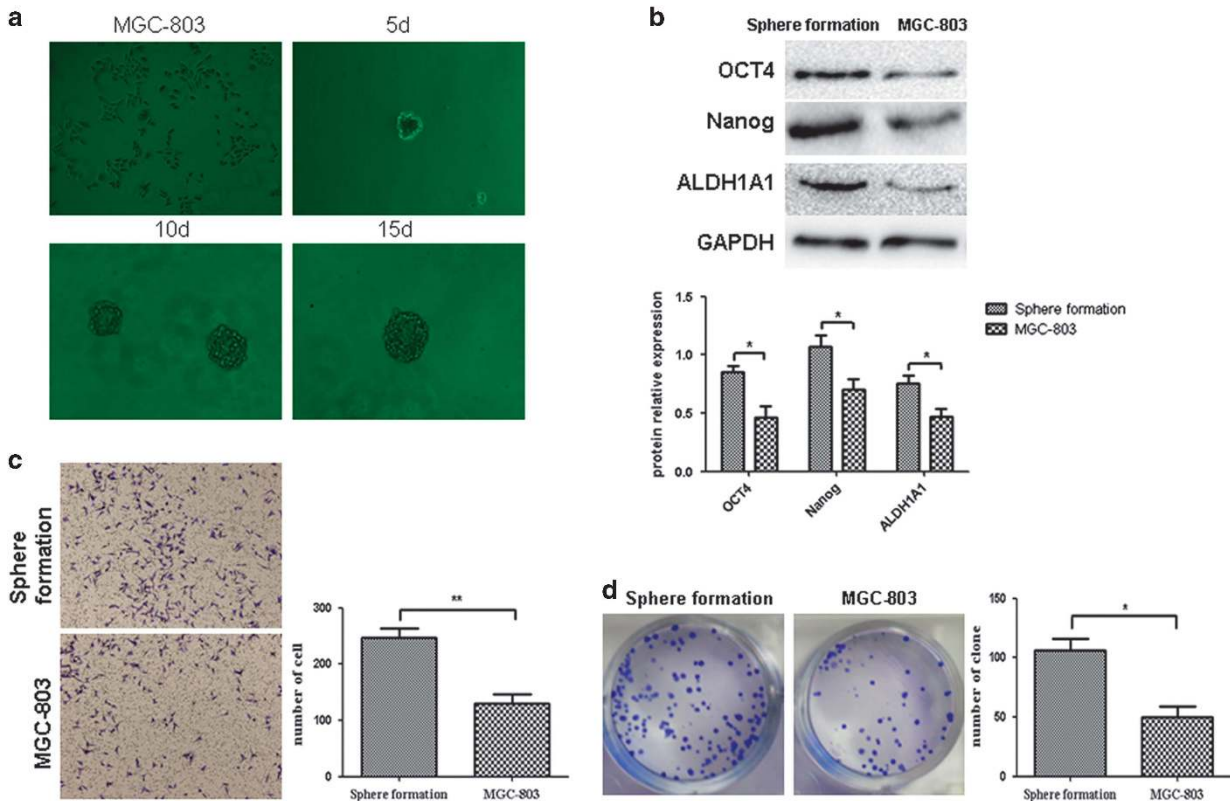 a
MGC-803
5d
10d
15d
b
Sphere formation MGC-803
OCT4
Nanog
ALDH1A1
GAPDH
protein relative expression
1.5
1.0
0.5
0.0
*
*
*
OCT4
Nanog
ALDH1A1
Sphere formation
MGC-803
c
Sphere
formation
MGC-803
number of cell
300
200
100
0
**
Sphere formation
MGC-803
d
Sphere formation
MGC-803
number of clone
150
100
50
0
*
Sphere formation
MGC-803